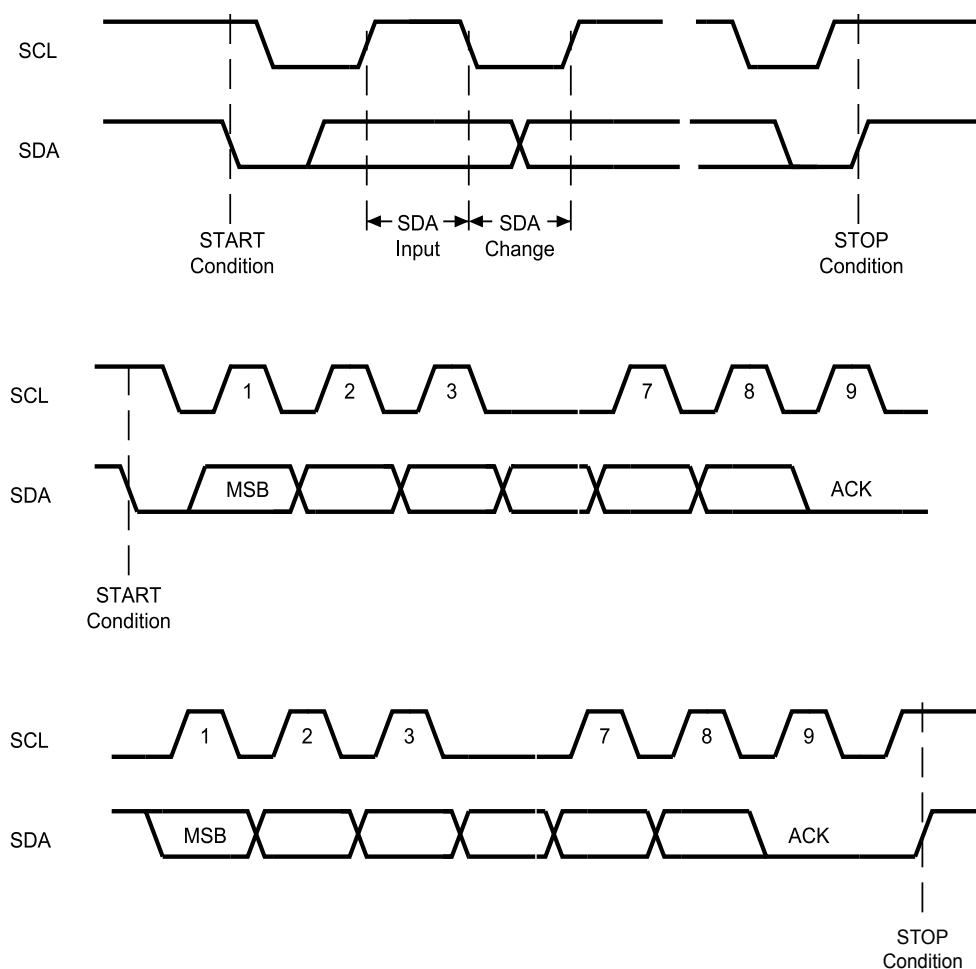 SCL
SDA
START
Condition
SDA
Input
SDA
Change
STOP
Condition
SCL
1 2 3 7 8 9
SDA
MSB ACK
START
Condition
SCL
1 2 3 7 8 9
SDA
MSB ACK
STOP
Condition